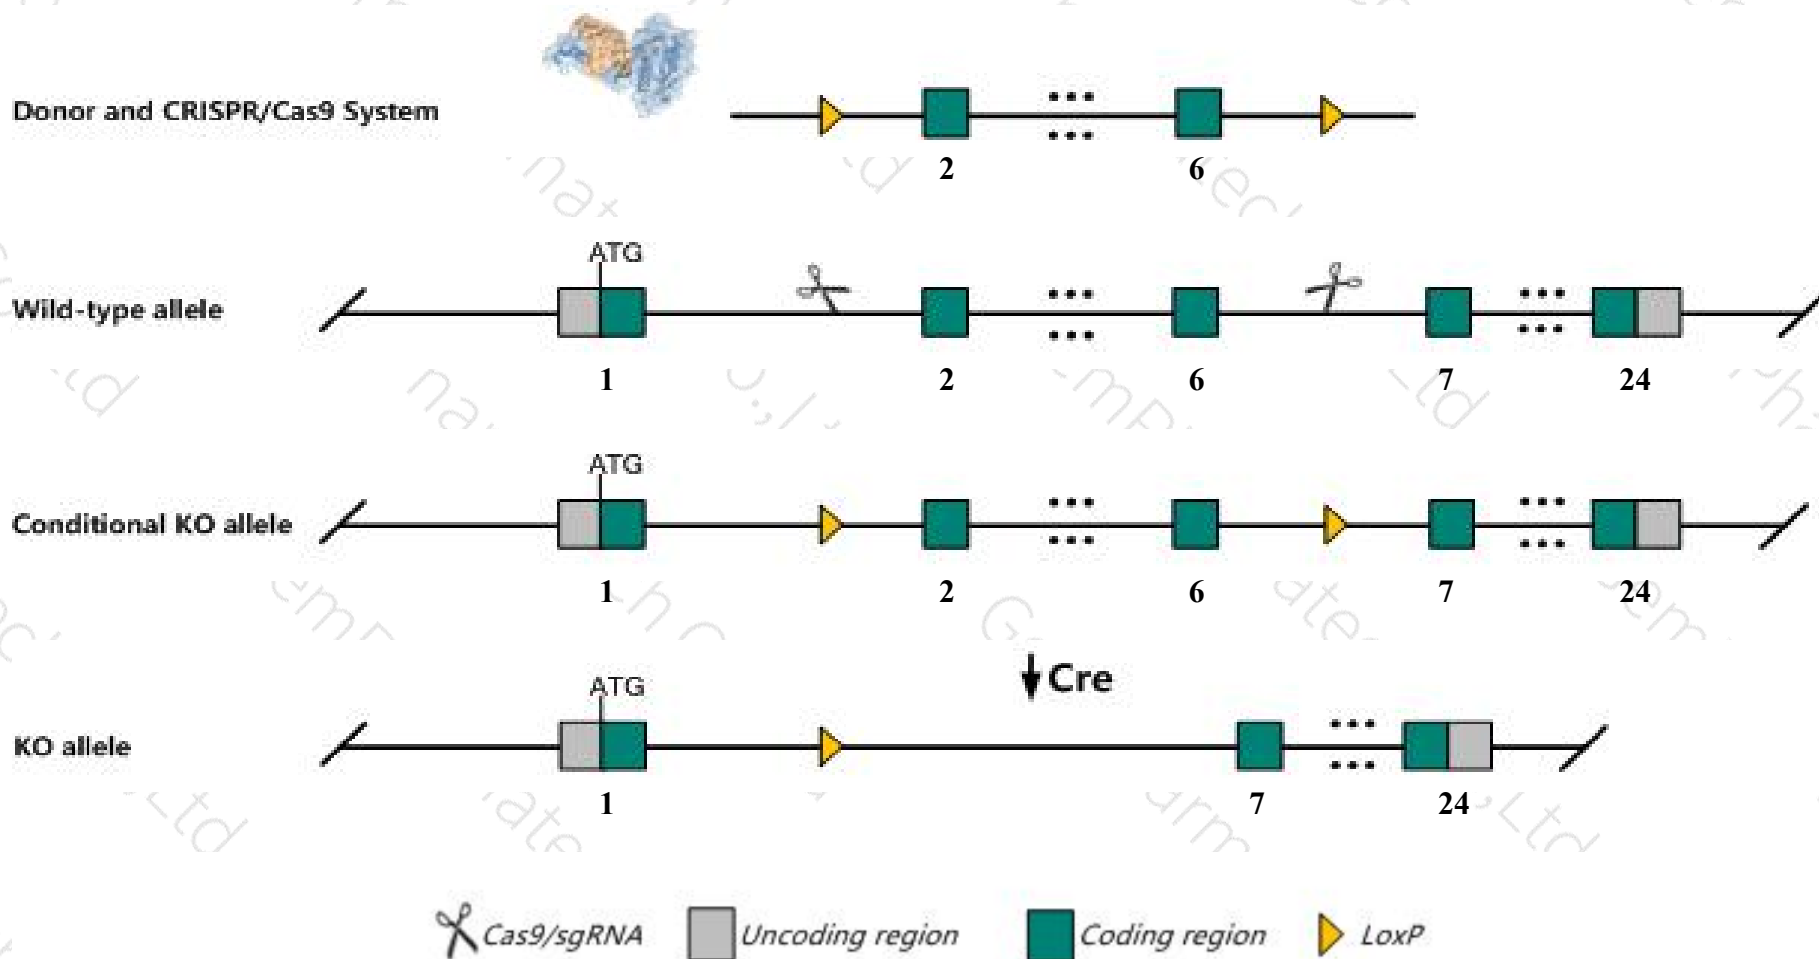 Donor and CRISPR/Cas9 System
2 6
ATG
Wild-type allele
1 2 6 7 24
ATG
Conditional KO allele
1 2 6 7 24
Cre
ATG
KO allele
1 7 24
Cas9/sgRNA Uncoding region Coding region LoxP